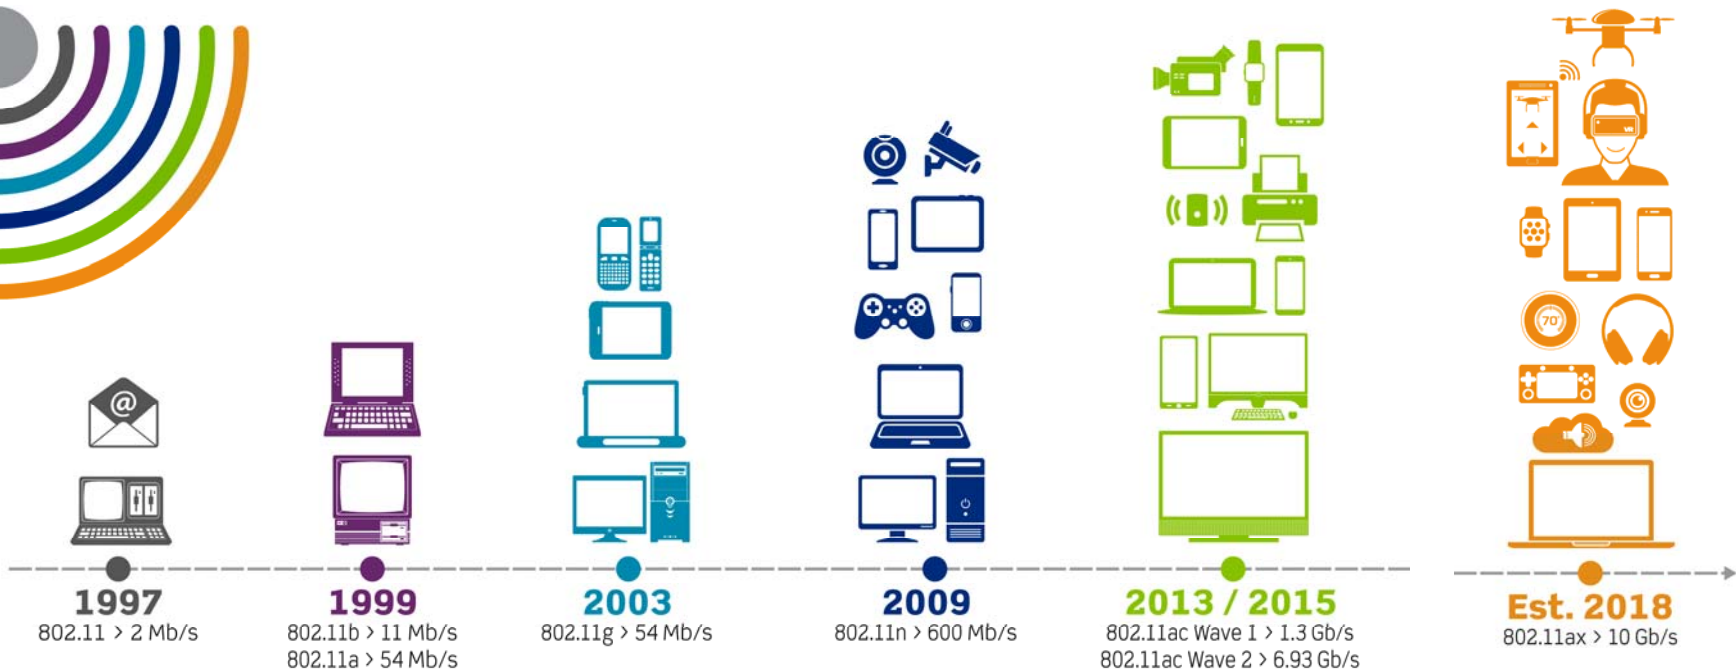 @
VR
70°
1997
802.11 > 2 Mb/s
1999
802.11b > 11 Mb/s
802.11a > 54 Mb/s
2003
802.11g > 54 Mb/s
2009
802.11n > 600 Mb/s
2013 / 2015
802.11ac Wave 1 > 1.3 Gb/s
802.11ac Wave 2 > 6.93 Gb/s
Est. 2018
802.11ax > 10 Gb/s